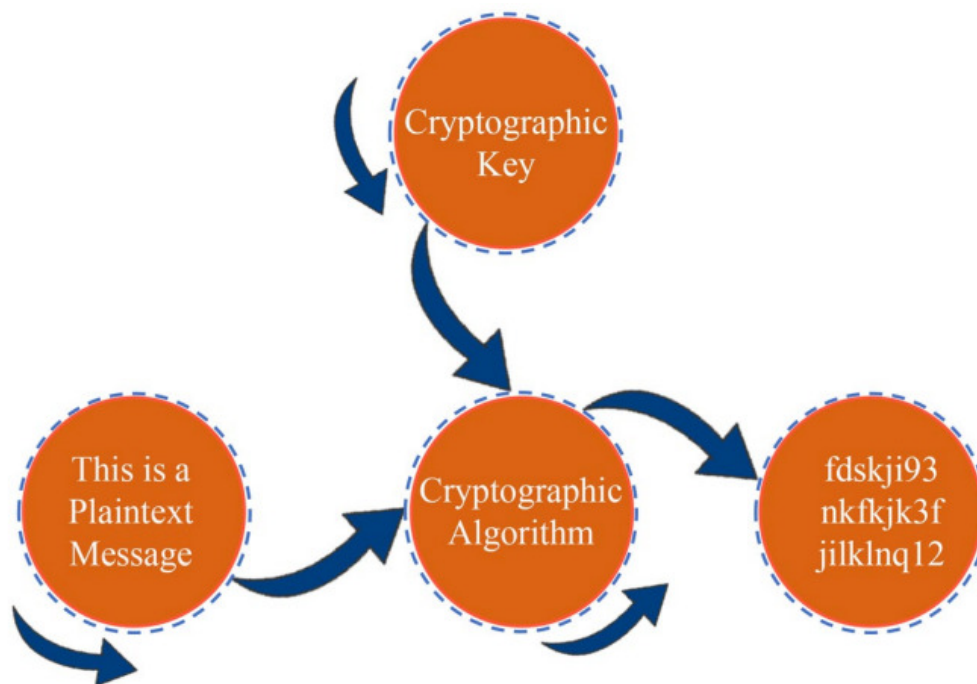 Cryptographic
Key
This is a
Plaintext
Message
Cryptographic
Algorithm
fdskji93
nkfkjk3f
jilklnq12